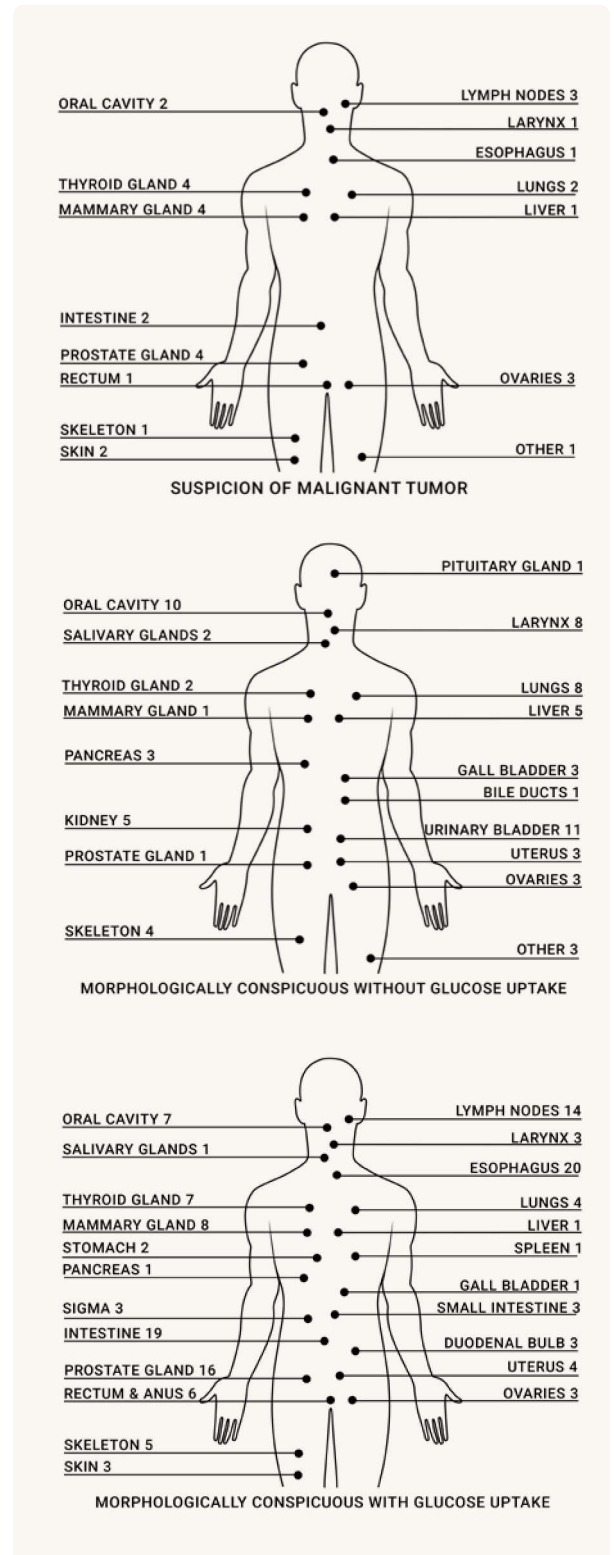 ORAL CAVITY 2
LYMPH NODES 3
LARYNX 1
ESOPHAGUS 1
THYROID GLAND 4
LUNGS 2
MAMMARY GLAND 4
LIVER 1
INTESTINE 2
PROSTATE GLAND 4
RECTUM 1
OVARIES 3
SKELETON 1
SKIN 2
OTHER 1
SUSPICION OF MALIGNANT TUMOR
PITUITARY GLAND 1
ORAL CAVITY 10
LARYNX 8
SALIVARY GLANDS 2
THYROID GLAND 2
LUNGS 8
MAMMARY GLAND 1
LIVER 5
PANCREAS 3
GALL BLADDER 3
BILE DUCTS 1
KIDNEY 5
URINARY BLADDER 11
PROSTATE GLAND 1
UTERUS 3
OVARIES 3
SKELETON 4
OTHER 3
MORPHOLOGICALLY CONSPICUOUS WITHOUT GLUCOSE UPTAKE
LYMPH NODES 14
ORAL CAVITY 7
LARYNX 3
SALIVARY GLANDS 1
ESOPHAGUS 20
THYROID GLAND 7
LUNGS 4
MAMMARY GLAND 8
LIVER 1
STOMACH 2
SPLEEN 1
PANCREAS 1
GALL BLADDER 1
SIGMA 3
SMALL INTESTINE 3
INTESTINE 19
DUODENAL BULB 3
PROSTATE GLAND 16
UTERUS 4
RECTUM & ANUS 6
OVARIES 3
SKELETON 5
SKIN 3
MORPHOLOGICALLY CONSPICUOUS WITH GLUCOSE UPTAKE